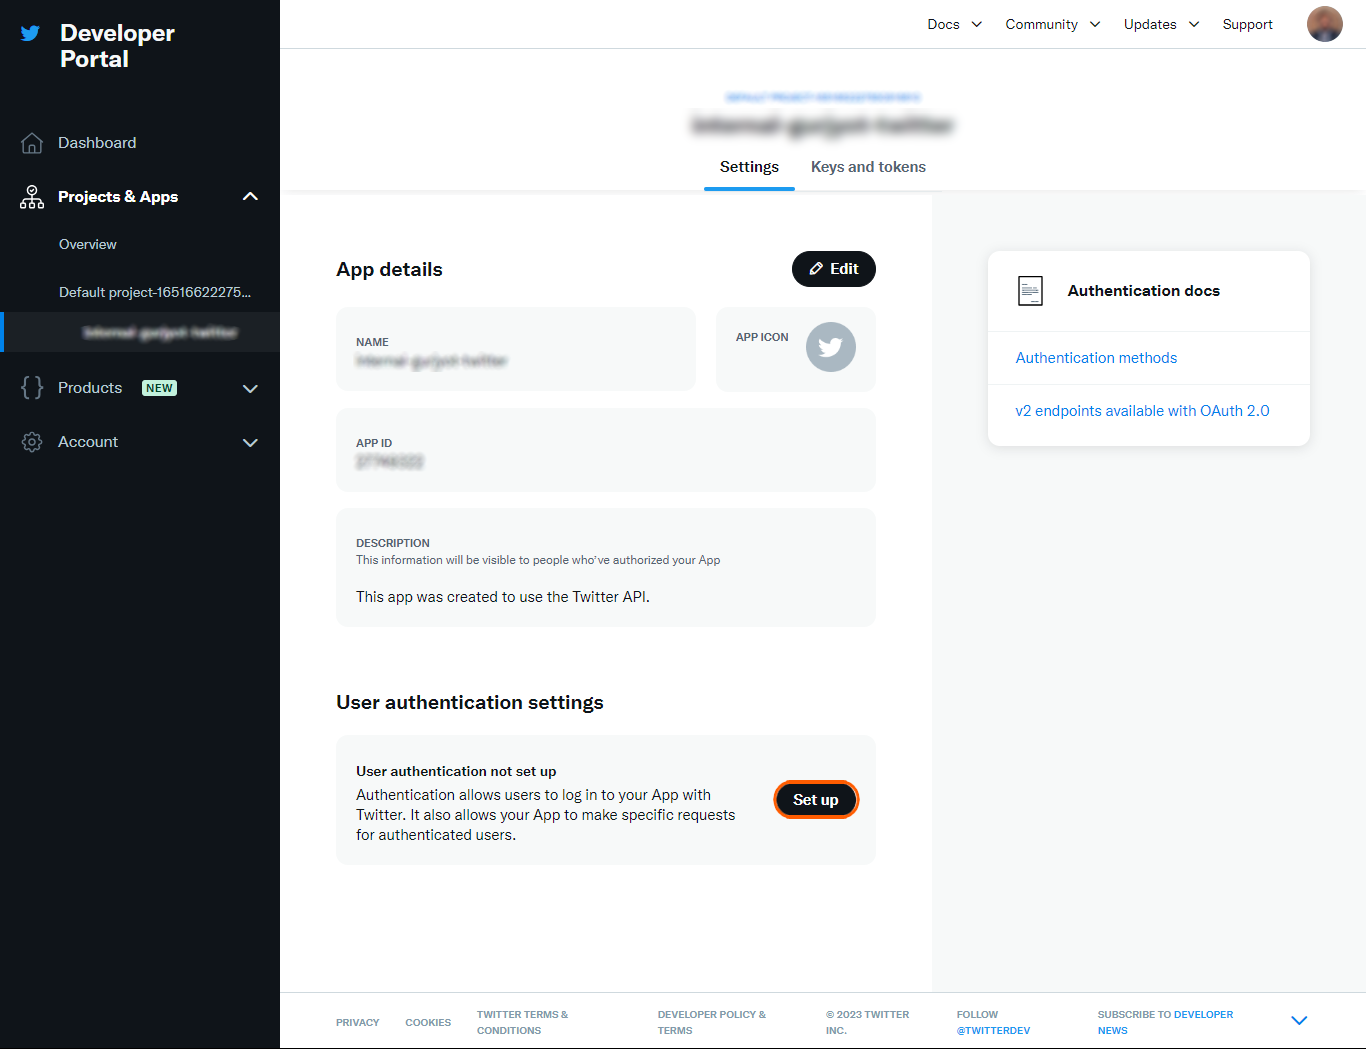 Developer
Portal
Docs
Community
Updates
Support
Dashboard
Projects & Apps
Overview
Default project-16516622275...
Products
NEW
Account
Settings
Keys and tokens
App details
Edit
NAME
APP ICON
APP ID
DESCRIPTION
This information will be visible to people who've authorized your App
This app was created to use the Twitter API.
User authentication settings
User authentication not set up
Authentication allows users to log in to your App with
Twitter. It also allows your App to make specific requests
for authenticated users.
Set up
Authentication docs
Authentication methods
v2 endpoints available with OAuth 2.0
PRIVACY
COOKIES
TWITTER TERMS &
CONDITIONS
DEVELOPER POLICY &
TERMS
© 2023 TWITTER
INC.
FOLLOW
@TWITTERDEV
SUBSCRIBE TO DEVELOPER
NEWS